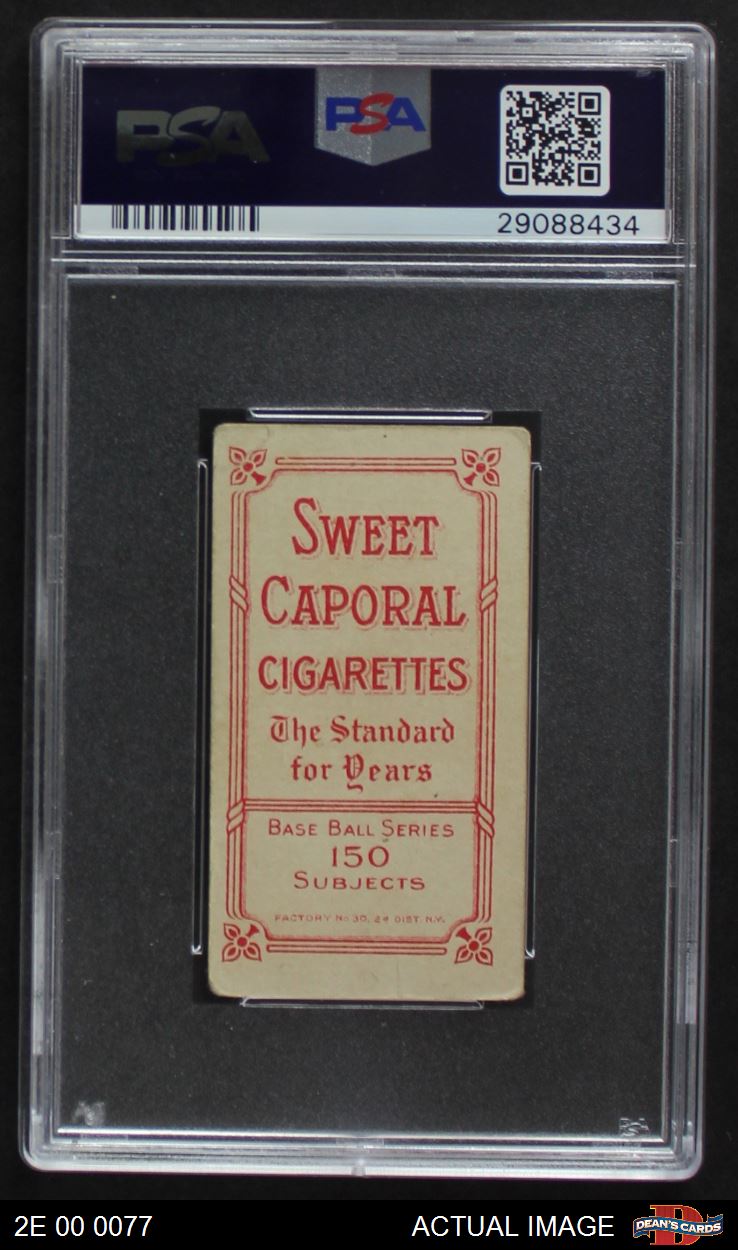 PSA
PSA
29088434
SWEET
CAPORAL
CIGARETTES
The Standard
for Years
BASE BALL SERIES
150
SUBJECTS
FACTORY No 30, 2d DIST. N.Y.
PSA
2E 00 0077
ACTUAL IMAGE
DEAN'S CARDS